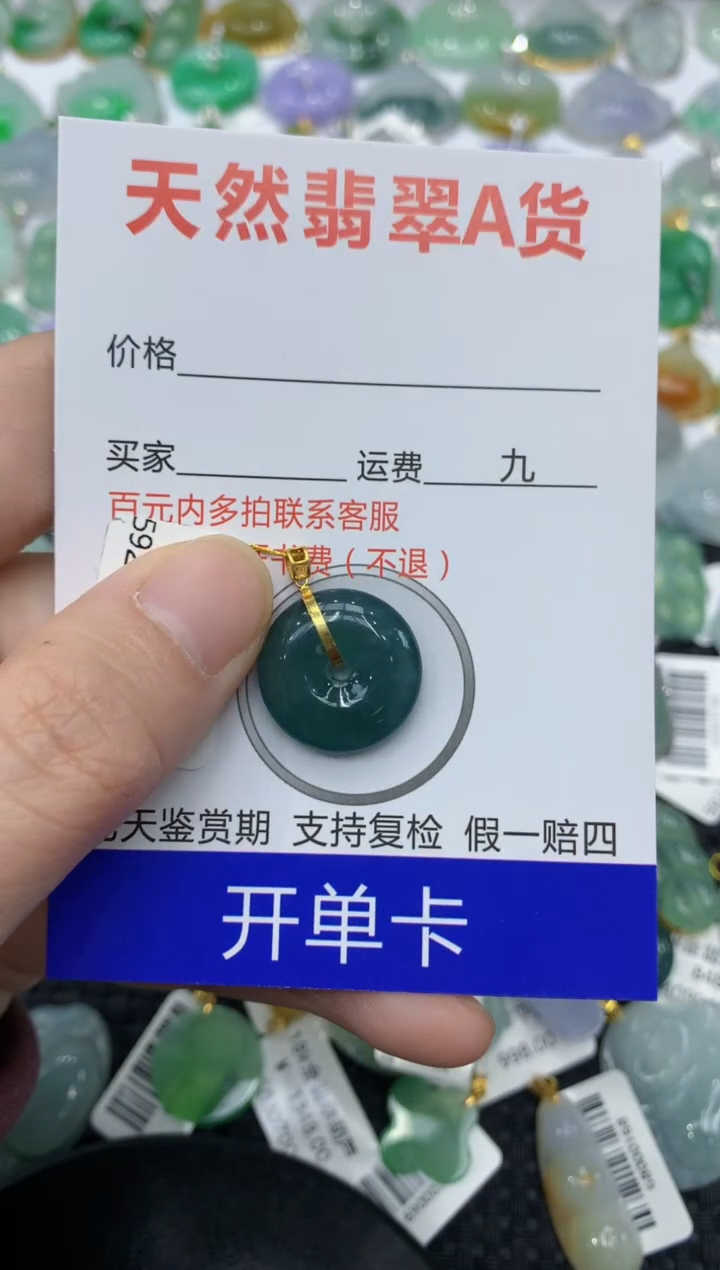 天然翡翠A货
价格
买家 运费 九
百元内多拍联系客服
费（不退）
天鉴赏期 支持复检 假一赔四
开单卡